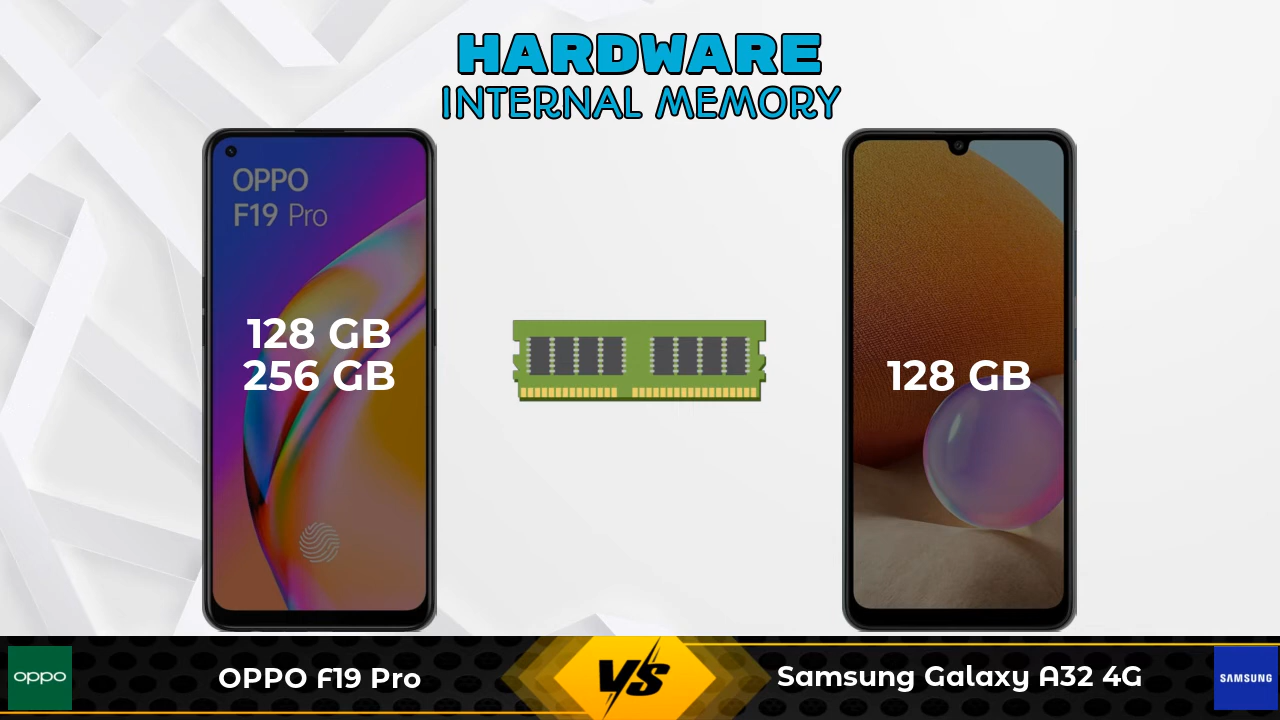 HARDWARE
INTERNAL MEMORY
OPPO
F19 Pro
128 GB
256 GB
128 GB
oppo
OPPO F19 Pro
VS
Samsung Galaxy A32 4G
SAMSUNG